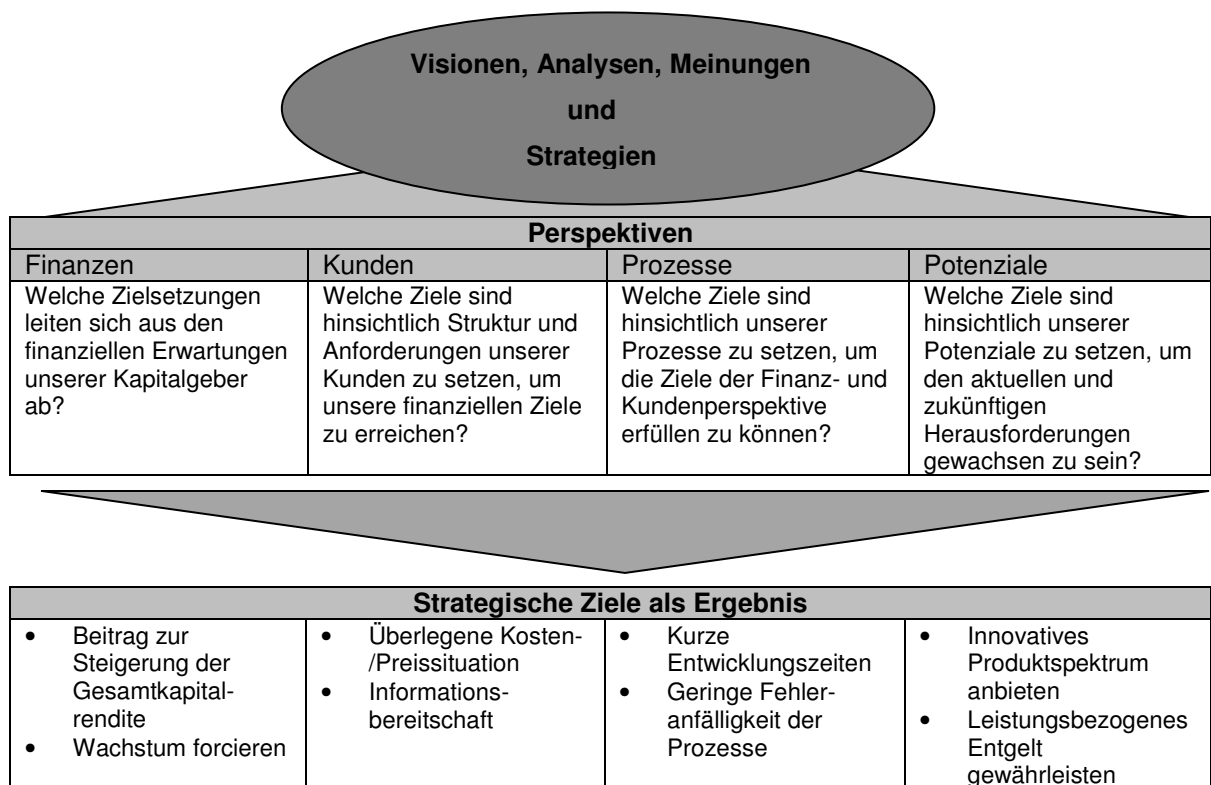 Visionen, Analysen, Meinungen
und
Strategien
Perspektiven
Finanzen
Welche Zielsetzungen
leiten sich aus den
finanziellen Erwartungen
unserer Kapitalgeber
ab?
Kunden
Welche Ziele sind
hinsichtlich Struktur und
Anforderungen unserer
Kunden zu setzen, um
unsere finanziellen Ziele
zu erreichen?
Prozesse
Welche Ziele sind
hinsichtlich unserer
Prozesse zu setzen, um
die Ziele der Finanz- und
Kundenperspektive
erfüllen zu können?
Potenziale
Welche Ziele sind
hinsichtlich unserer
Potenziale zu setzen, um
den aktuellen und
zukünftigen
Herausforderungen
gewachsen zu sein?
Strategische Ziele als Ergebnis
• Beitrag zur
Steigerung der
Gesamtkapital-
rendite
• Wachstum forcieren
• Überlegene Kosten-
/Preissituation
• Informations-
bereitschaft
• Kurze
Entwicklungszeiten
• Geringe Fehler-
anfälligkeit der
Prozesse
• Innovatives
Produktspektrum
anbieten
• Leistungsbezogenes
Entgelt
gewährleisten